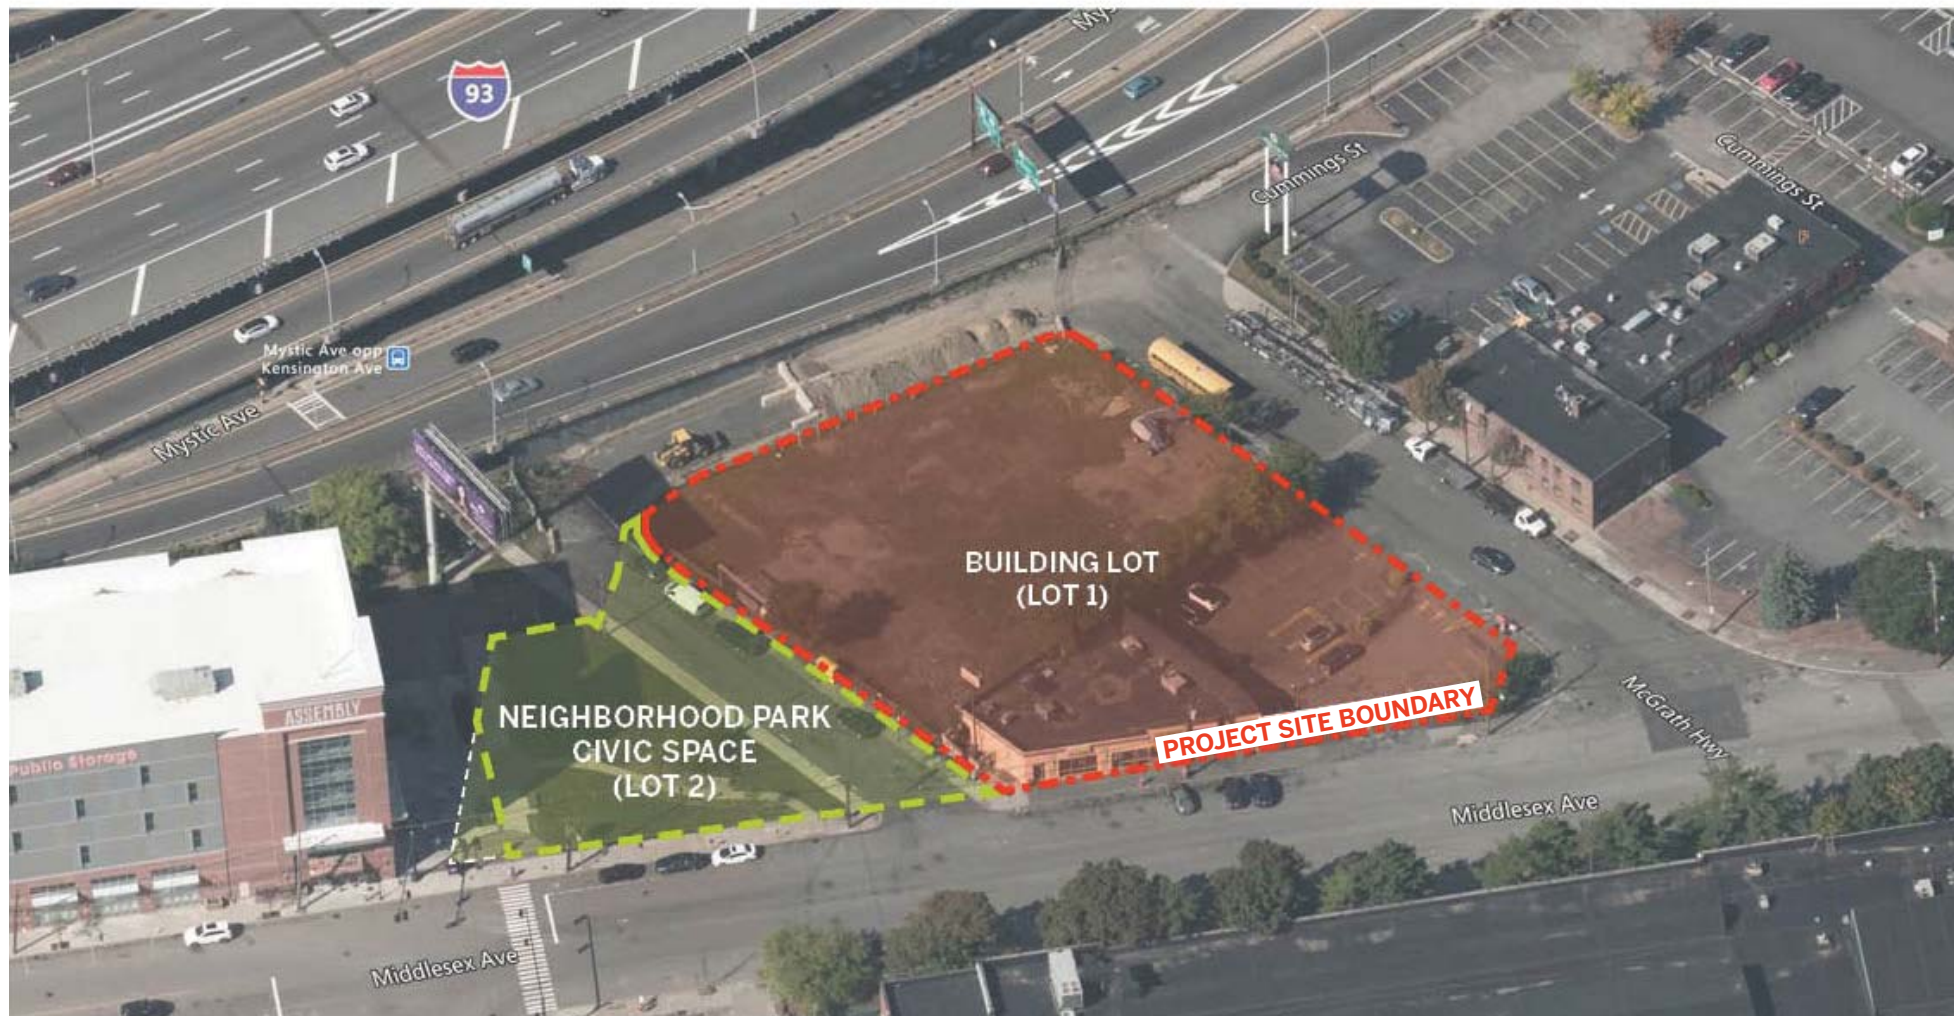 Mys
93
Cummings St
Cummings St
Mystic Ave opp
Kensington Ave
Mystic Ave
BUILDING LOT
(LOT 1)
PROJECT SITE BOUNDARY
McGrath Hwy
NEIGHBORHOOD PARK
CIVIC SPACE
(LOT 2)
ASSEMBLY
Public Storage
Middlesex Ave
Middlesex Ave